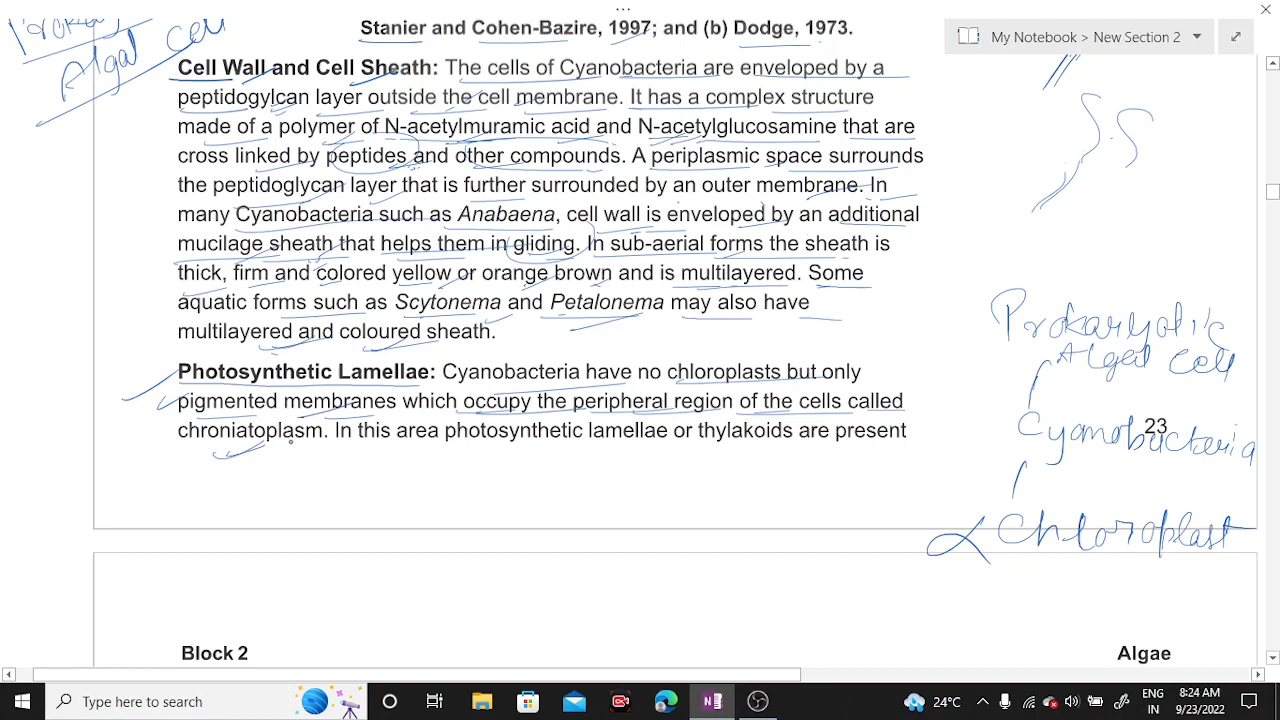 Stanier and Cohen-Bazire, 1997; and (b) Dodge, 1973.
My Notebook > New Section 2
Algal cell
Cell Wall and Cell Sheath: The cells of Cyanobacteria are enveloped by a
peptidogylcan layer outside the cell membrane. It has a complex structure
made of a polymer of N-acetylmuramic acid and N-acetylglucosamine that are
cross linked by peptides and other compounds. A periplasmic space surrounds
the peptidoglycan layer that is further surrounded by an outer membrane. In
many Cyanobacteria such as Anabaena, cell wall is enveloped by an additional
mucilage sheath that helps them in gliding. In sub-aerial forms the sheath is
thick, firm and colored yellow or orange brown and is multilayered. Some
aquatic forms such as Scytonema and Petalonema may also have
multilayered and coloured sheath.
Prokaryotic
Algal cell
Photosynthetic Lamellae: Cyanobacteria have no chloroplasts but only
pigmented membranes which occupy the peripheral region of the cells called
chroniatoplasm. In this area photosynthetic lamellae or thylakoids are present
23
Cyanobacteria
Chloroplast
Block 2
Algae
Type here to search
24°C
ENG
IN
8:24 AM
9/23/2022